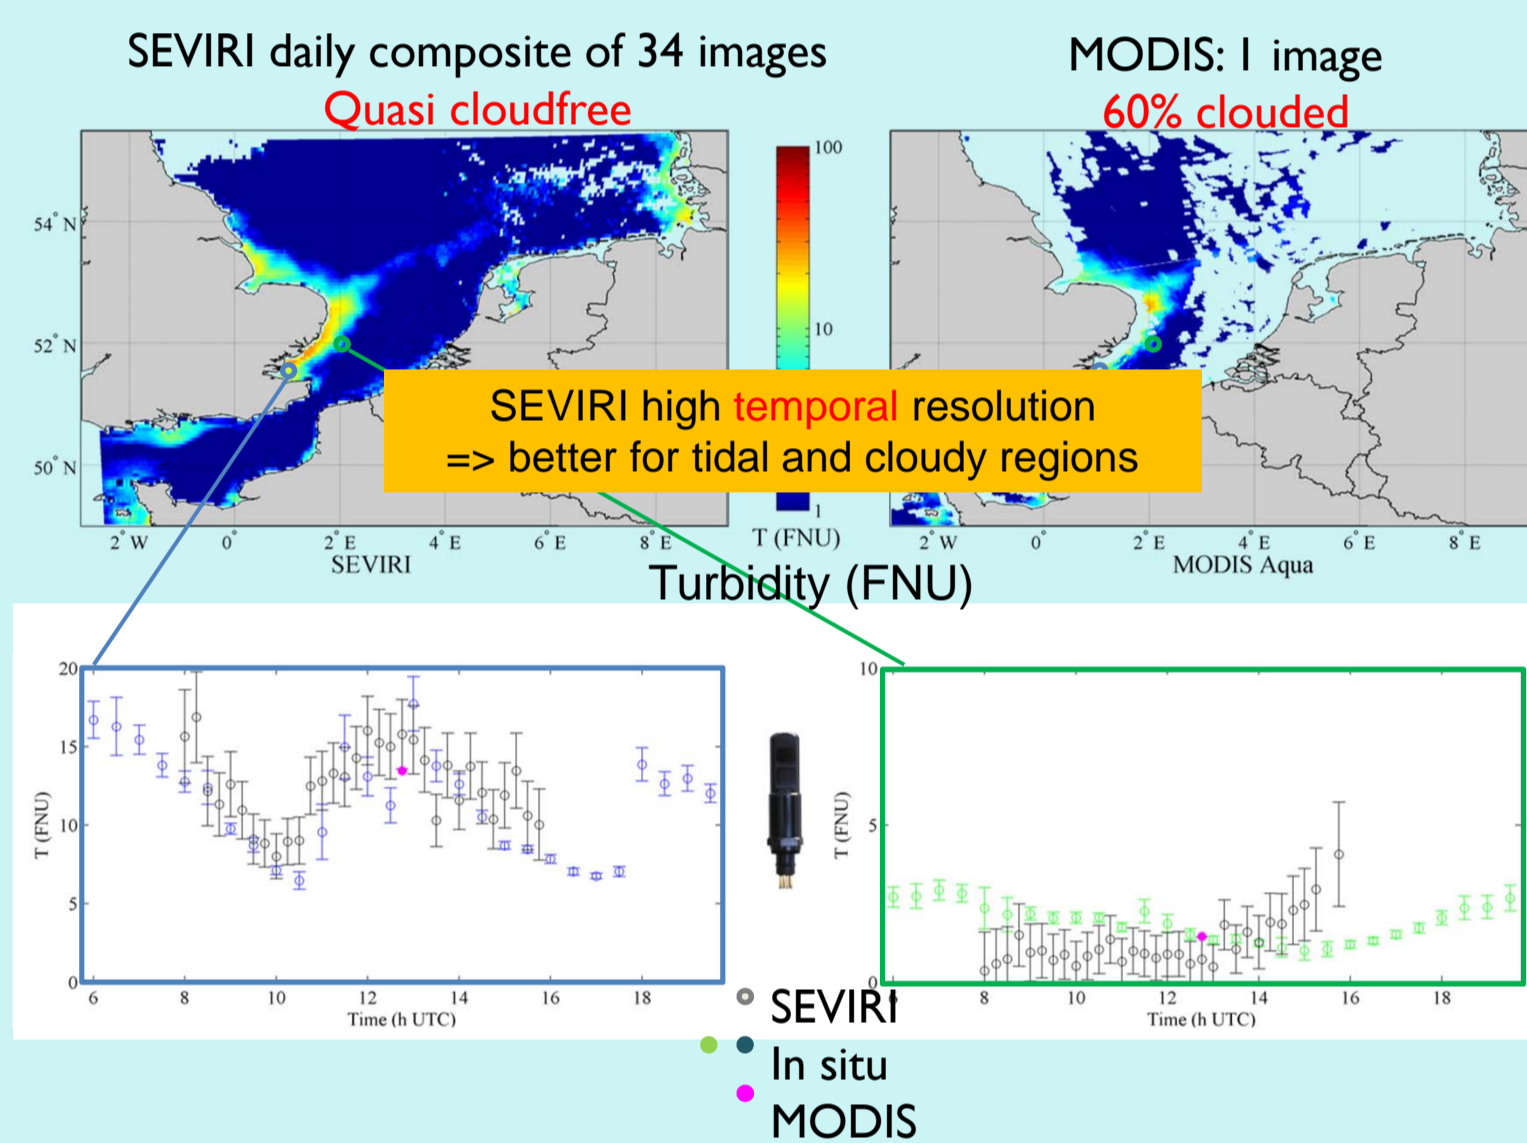 SEVIRI daily composite of 34 images
Quasi cloudfree
MODIS: 1 image
60% clouded
54° N
52° N
50° N
2° W
0°
2° E
4° E
6° E
8° E
SEVIRI
100
10
1
T (FNU)
2° W
0°
2° E
4° E
6° E
8° E
MODIS Aqua
SEVIRI high temporal resolution
=> better for tidal and cloudy regions
Turbidity (FNU)
20
15
10
5
0
T (FNU)
6
8
10
12
14
16
18
Time (h UTC)
10
5
0
T (FNU)
8
10
12
14
16
18
Time (h UTC)
SEVIRI
In situ
MODIS